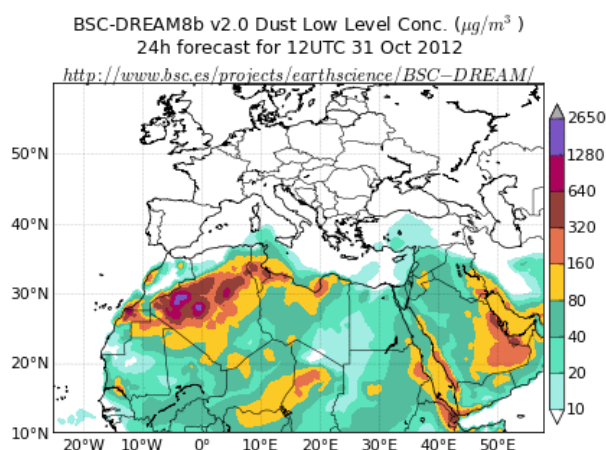 BSC-DREAM8b v2.0 Dust Low Level Conc. (μg/m³ )
24h forecast for 12UTC 31 Oct 2012
http://www.bsc.es/projects/earthscience/BSC−DREAM/
2650
1280
640
320
160
80
40
20
10
50°N
40°N
30°N
20°N
10°N
20°W 10°W 0° 10°E 20°E 30°E 40°E 50°E